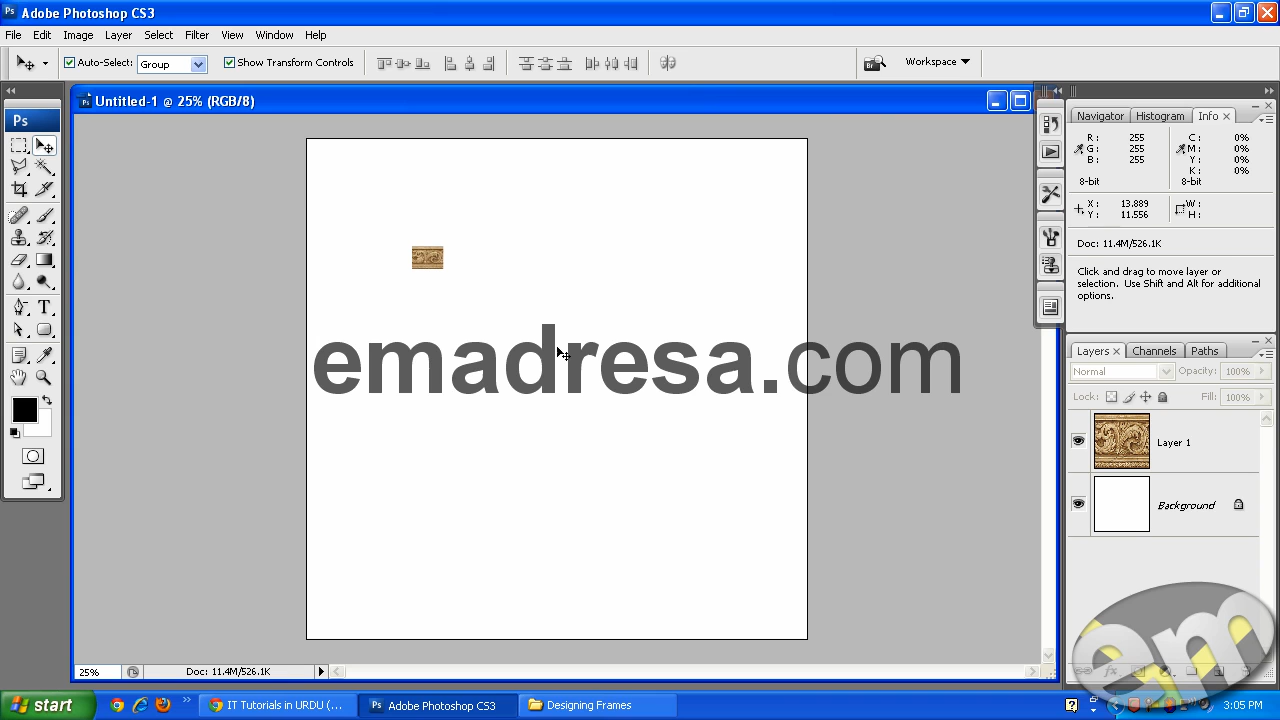 Adobe Photoshop CS3
File Edit Image Layer Select Filter View Window Help
Auto-Select: Group Show Transform Controls Workspace
Ps
Untitled-1 @ 25% (RGB/8)
Navigator Histogram Info
R: 255 C: 0%
G: 255 M: 0%
B: 255 Y: 0%
K: 0%
8-bit 8-bit
X: 13.889 W:
Y: 11.556 H:
Doc: 11.4M/526.1K
Click and drag to move layer or
selection. Use Shift and Alt for additional
options.
emadresa.com
Layers Channels Paths
Normal Opacity: 100%
Lock: Fill: 100%
Layer 1
Background
em
25% Doc: 11.4M/526.1K
start IT Tutorials in URDU (... Adobe Photoshop CS3 Designing Frames 3:05 PM